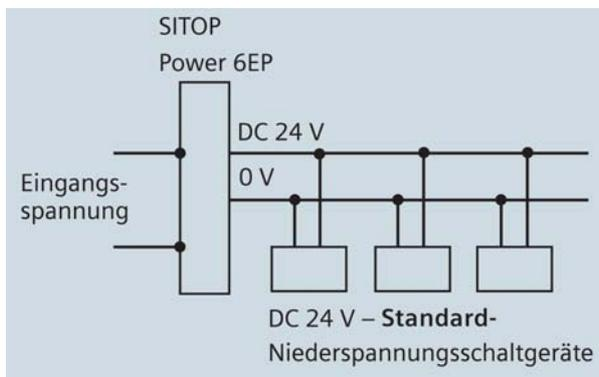 SITOP
Power 6EP
DC 24 V
0 V
Eingangs-
spannung
DC 24 V – Standard-
Niederspannungsschaltgeräte